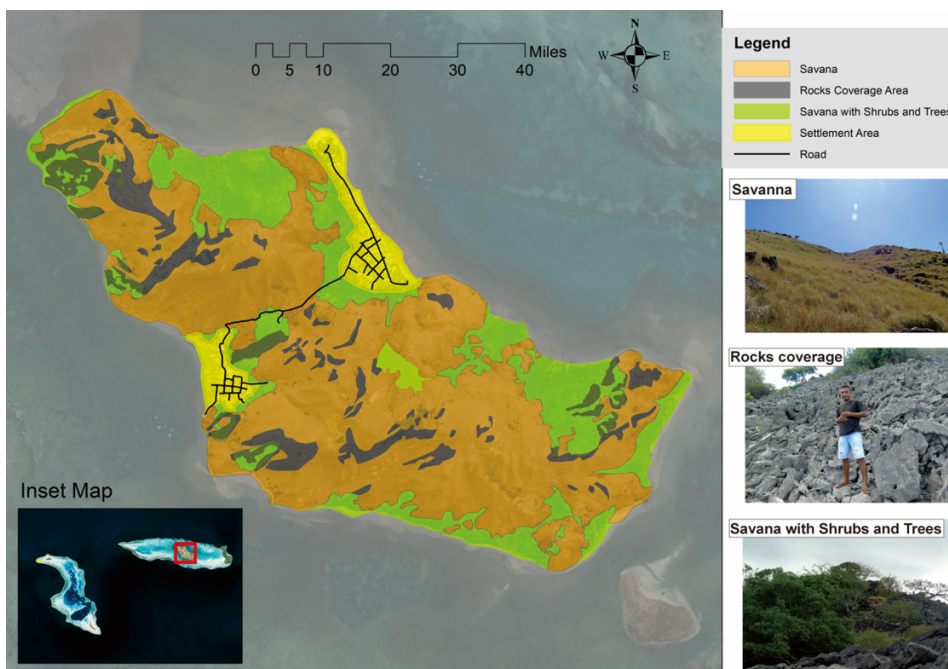 Miles
0 5 10 20 30 40
N
W E
S
Legend
Savana
Rocks Coverage Area
Savana with Shrubs and Trees
Settlement Area
Road
Savanna
Rocks coverage
Savana with Shrubs and Trees
Inset Map